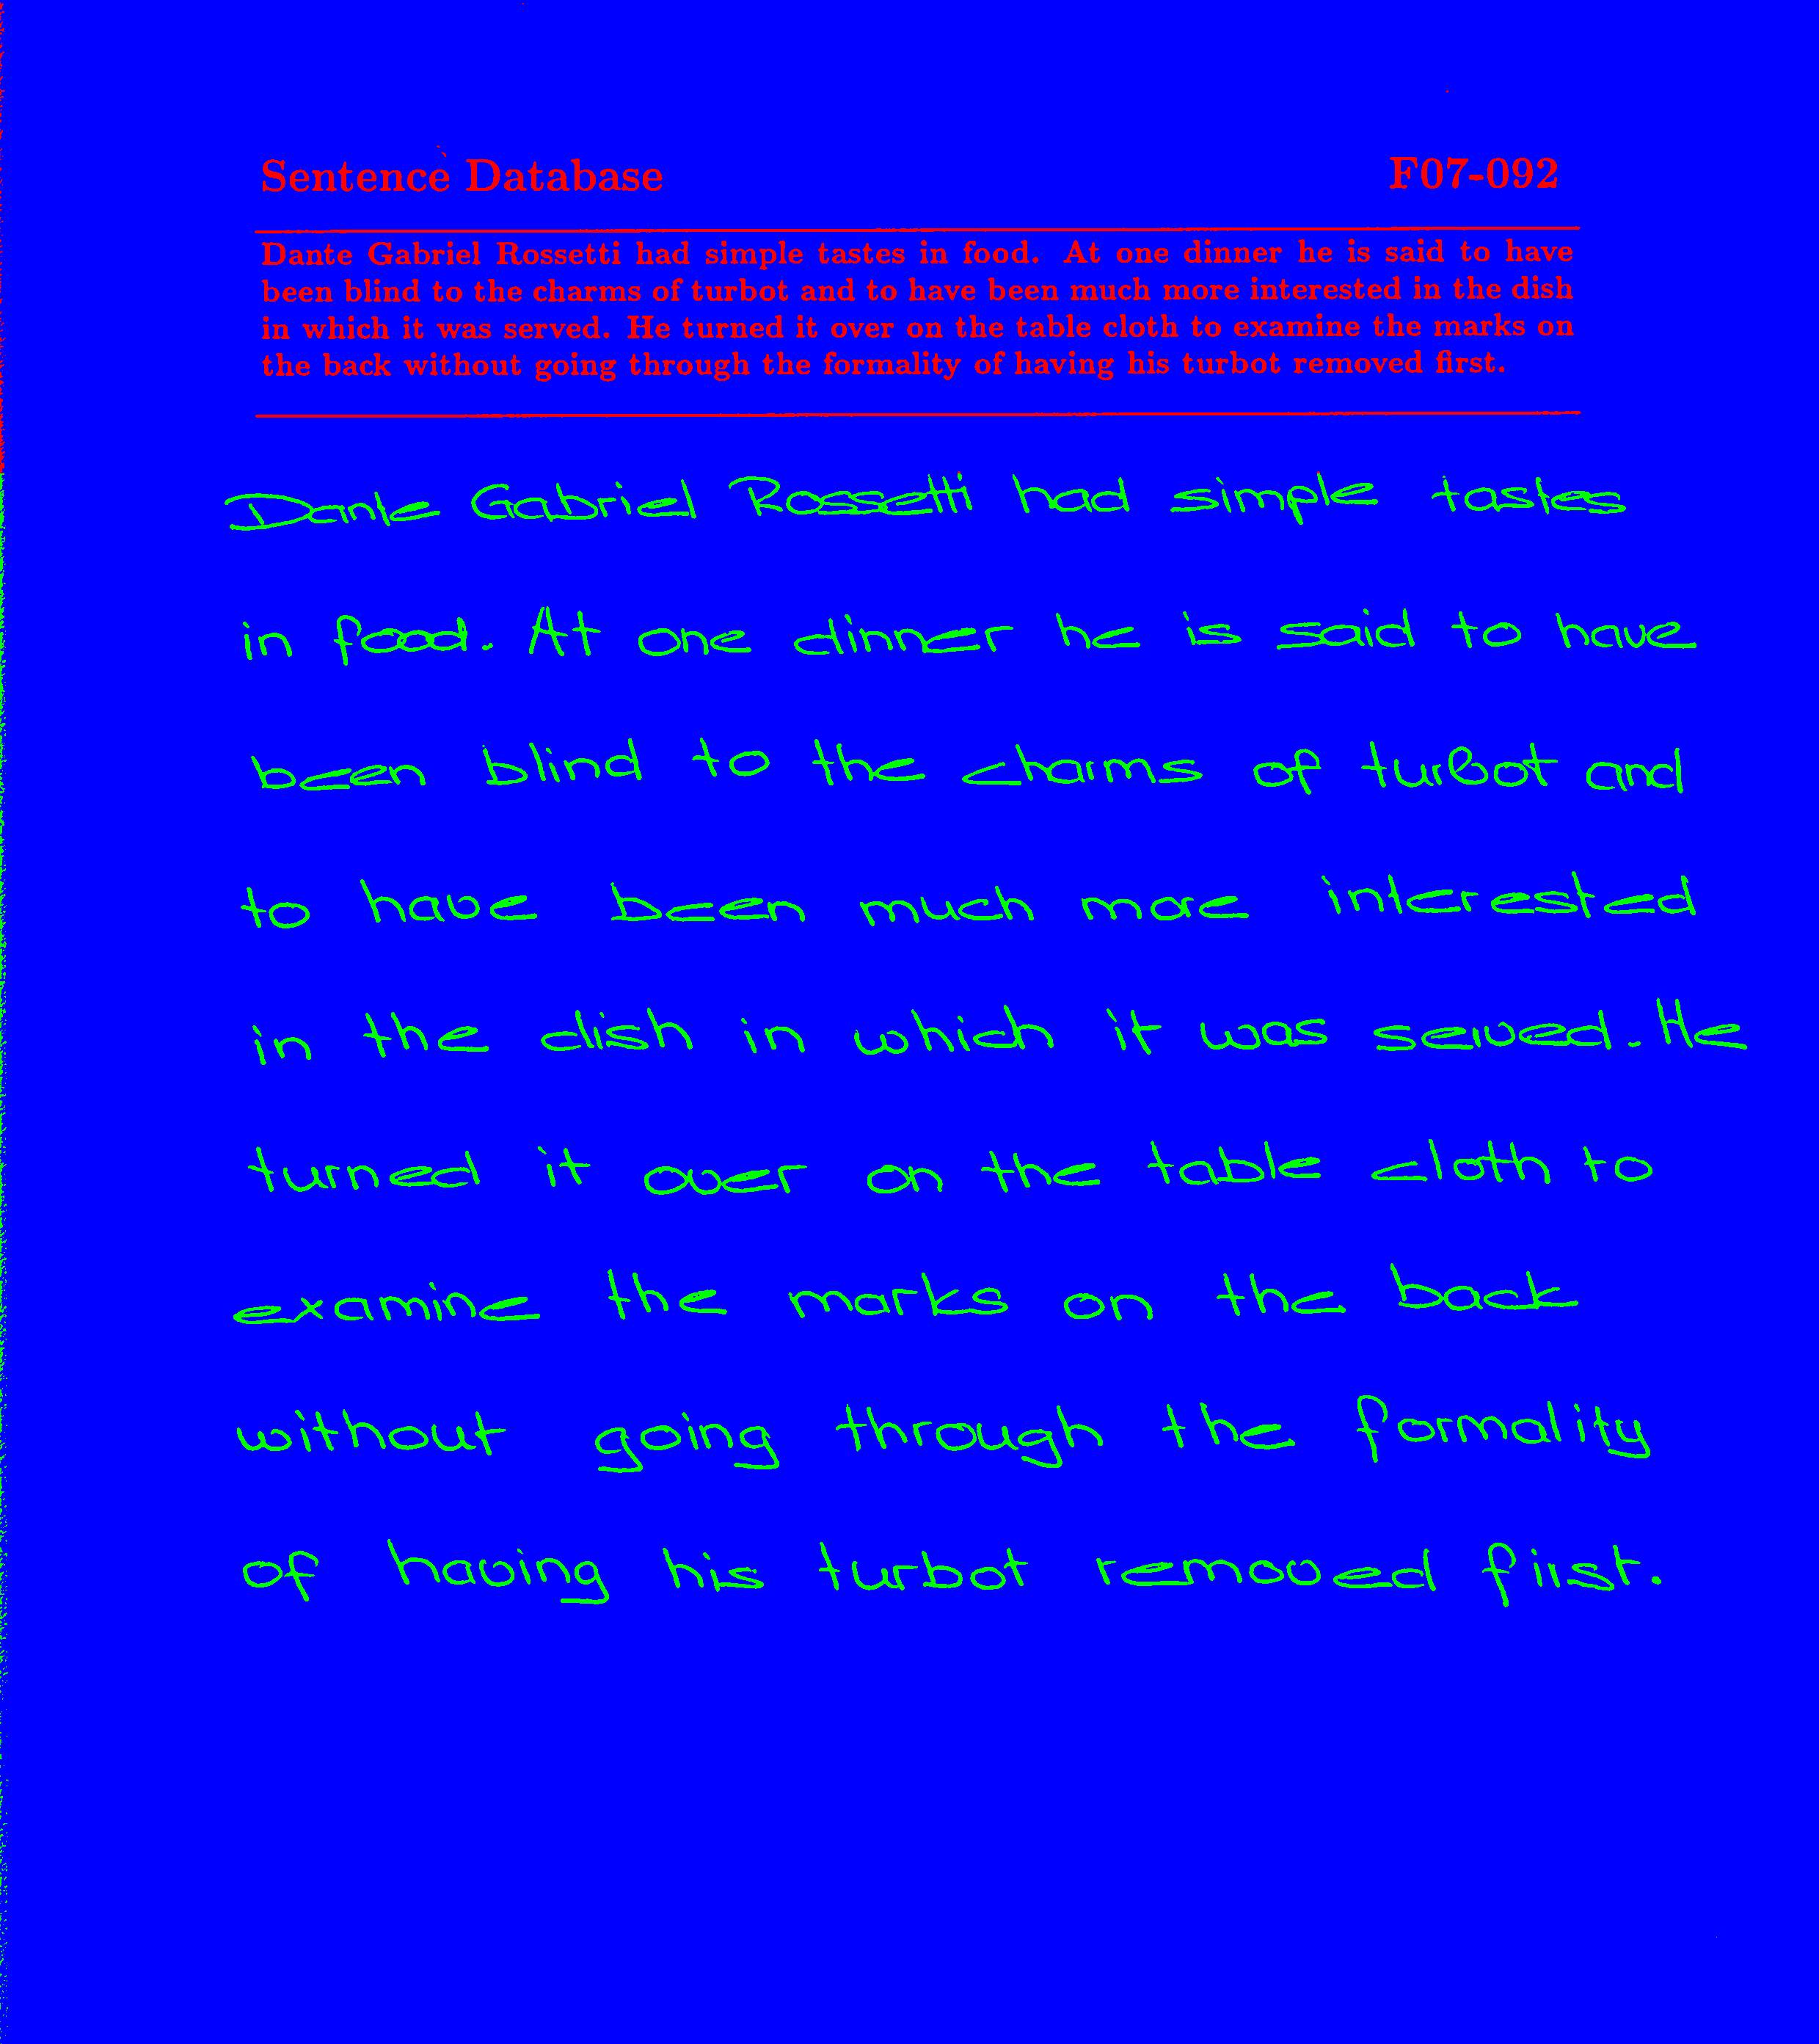 Sentence Database F07-092
Dante Gabriel Rossetti had simple tastes in food. At one dinner he is said to have
been blind to the charms of turbot and to have been much more interested in the dish
in which it was served. He turned it over on the table cloth to examine the marks on
the back without going through the formality of having his turbot removed first.
Dante Gabriel Rossetti had simple tastes
in food. At one dinner he is said to have
been blind to the charms of turbot and
to have been much more interested
in the dish in which it was served. He
turned it over on the table cloth to
examine the marks on the back
without going through the formality
of having his turbot removed first.